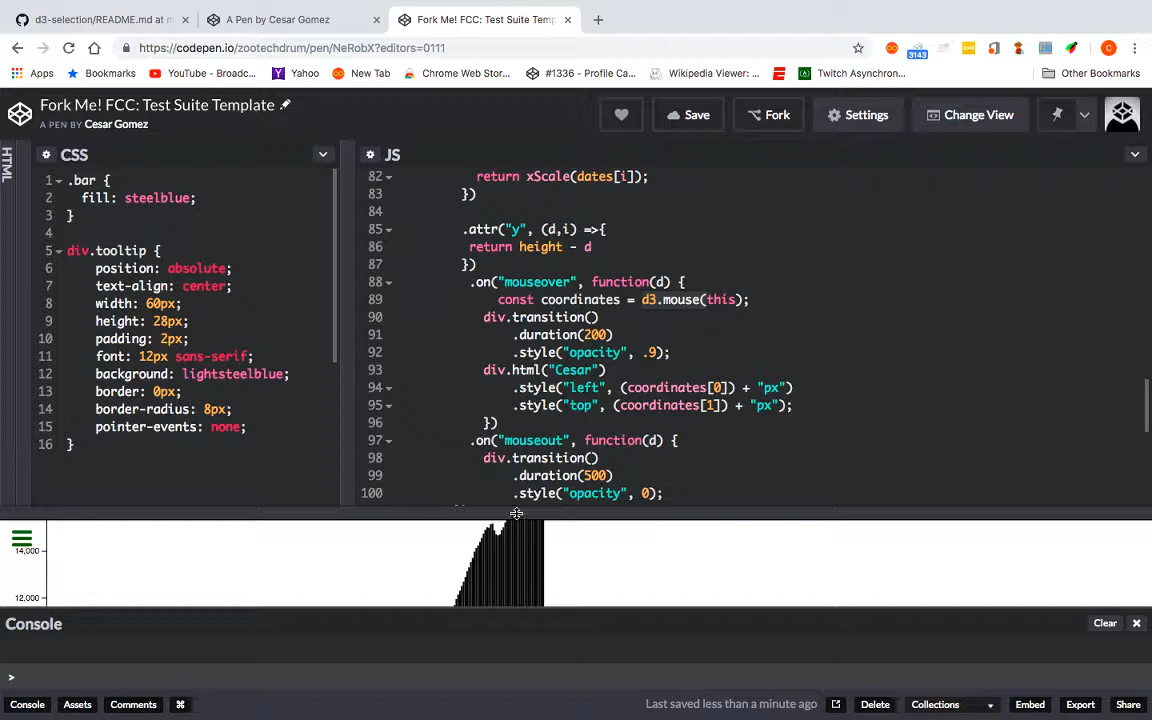 d3-selection/README.md at m
A Pen by Cesar Gomez
Fork Me! FCC: Test Suite Temp
https://codepen.io/zootechdrum/pen/NeRobX?editors=0111
3143
C
Apps
Bookmarks
YouTube - Broadc...
Yahoo
New Tab
Chrome Web Stor...
#1336 - Profile Ca...
Wikipedia Viewer: ...
Twitch Asynchron...
Other Bookmarks
Fork Me! FCC: Test Suite Template
A PEN BY Cesar Gomez
Save
Fork
Settings
Change View
HTML
CSS
1 .bar {
2 fill: steelblue;
3 }
4
5 div.tooltip {
6 position: absolute;
7 text-align: center;
8 width: 60px;
9 height: 28px;
10 padding: 2px;
11 font: 12px sans-serif;
12 background: lightsteelblue;
13 border: 0px;
14 border-radius: 8px;
15 pointer-events: none;
16 }
JS
82 return xScale(dates[i]);
83 })
84
85 .attr("y", (d,i) =>{
86 return height - d
87 })
88 .on("mouseover", function(d) {
89 const coordinates = d3.mouse(this);
90 div.transition()
91 .duration(200)
92 .style("opacity", .9);
93 div.html("Cesar")
94 .style("left", (coordinates[0]) + "px")
95 .style("top", (coordinates[1]) + "px");
96 })
97 .on("mouseout", function(d) {
98 div.transition()
99 .duration(500)
100 .style("opacity", 0);
14,000
12,000
Console
Clear
>
Console
Assets
Comments
⌘
Last saved less than a minute ago
Delete
Collections
Embed
Export
Share